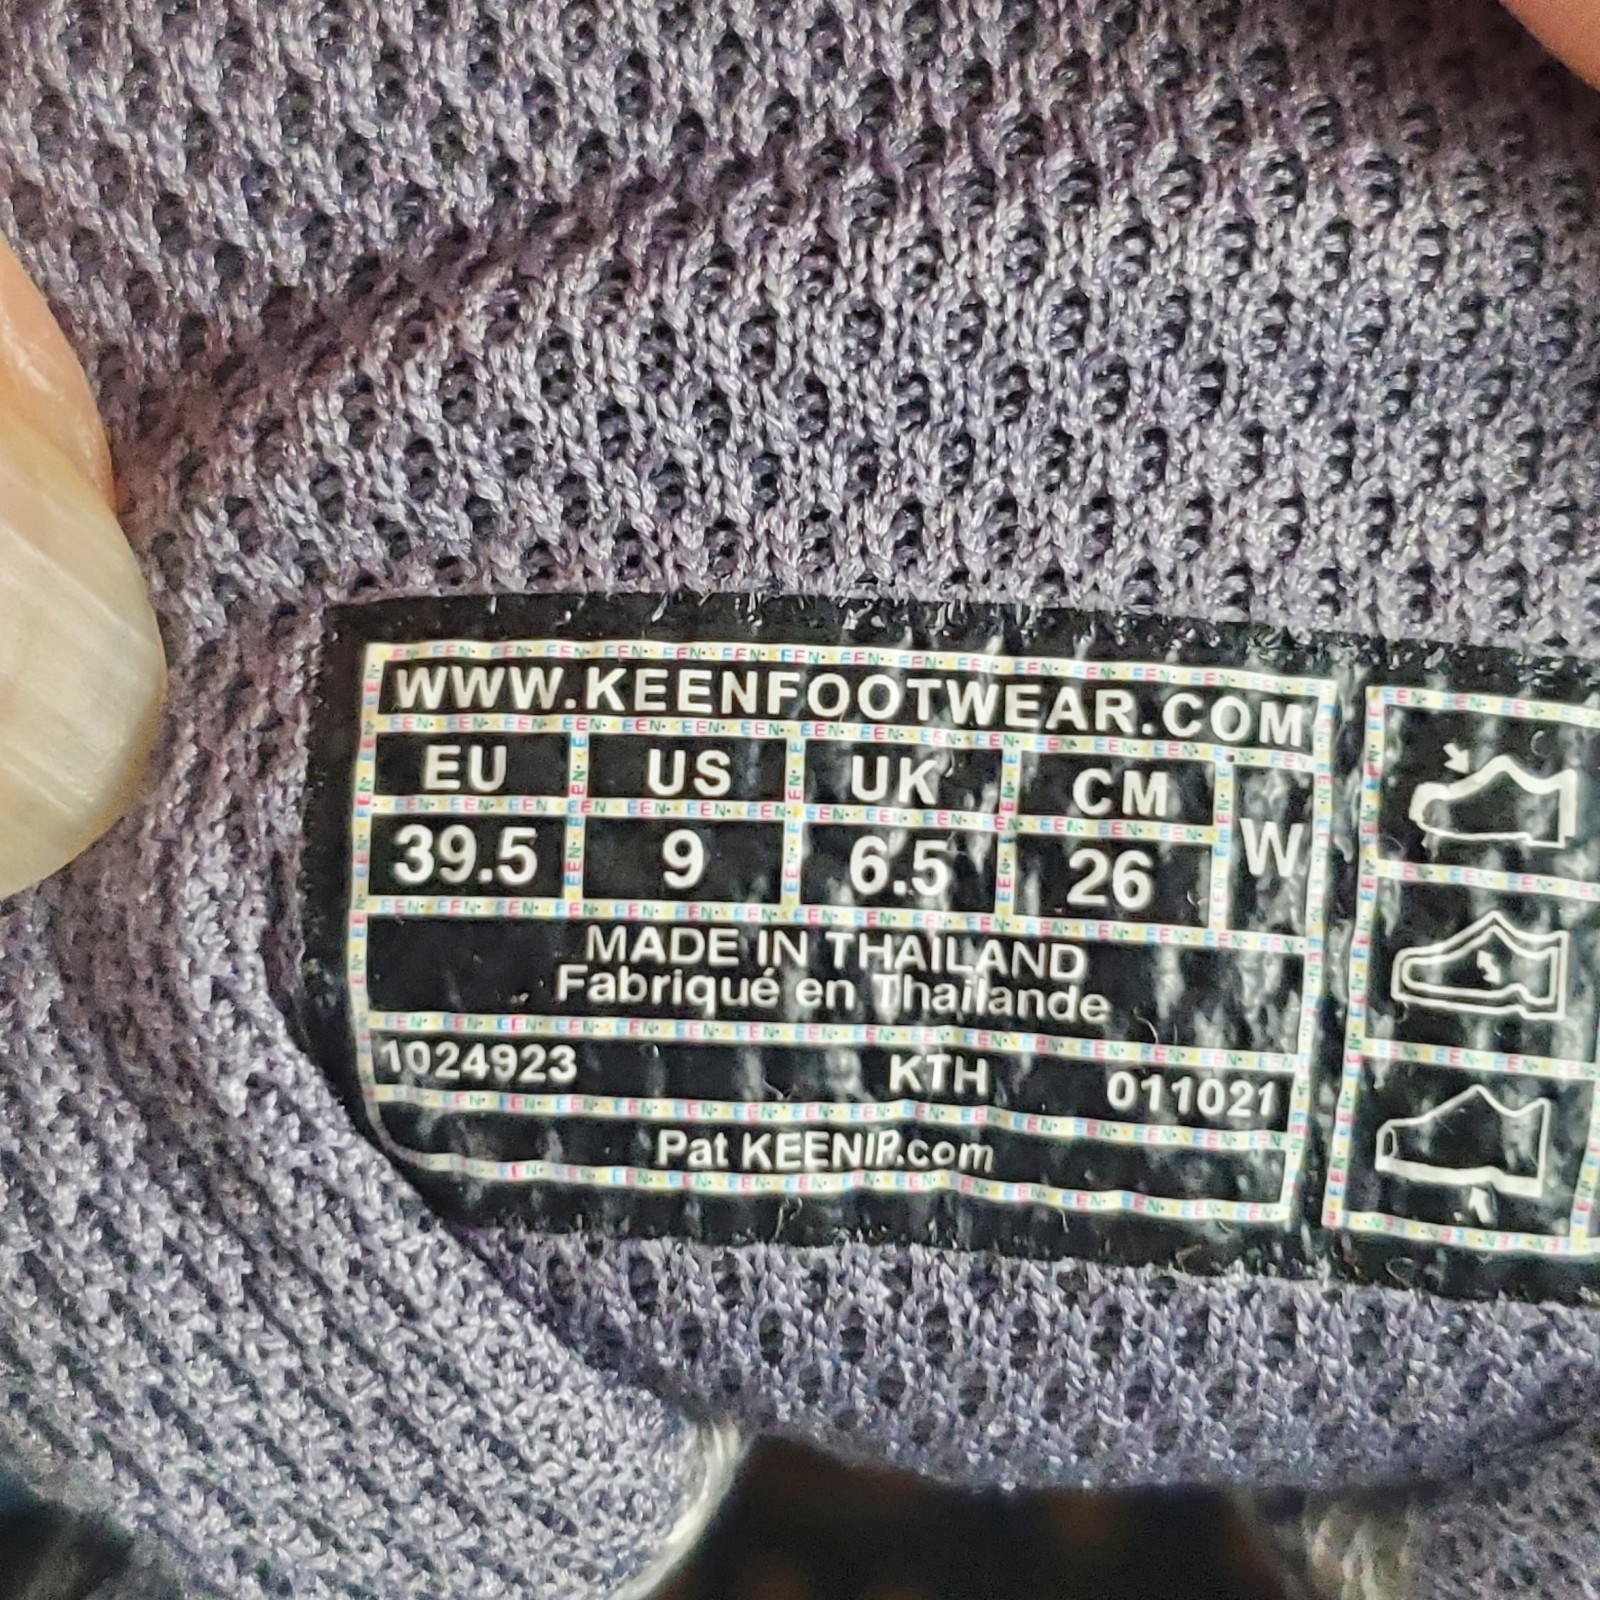 WWW.KEENFOOTWEAR.COM
EU US UK CM W
39.5 9 6.5 26
MADE IN THAILAND
Fabriqué en Thaïlande
1024923 KTH 011021
Pat KEENIP.com